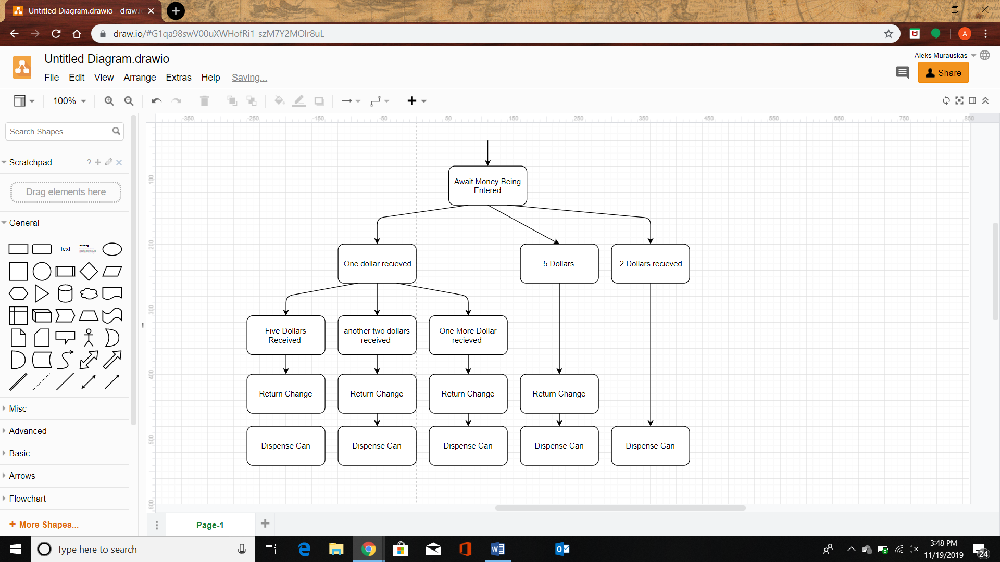 Untitled Diagram.drawio - draw.i
draw.io/#G1qa98swV00uXWHofRi1-szM7Y2MOlr8uL
A
Untitled Diagram.drawio
Aleks Murauskas
File Edit View Arrange Extras Help Saving...
Share
100%
-350 -250 -150 -50 50 150 250 350 450 550 650 750 850
Search Shapes
Scratchpad
?
Drag elements here
General
Text
Heading
Misc
Advanced
Basic
Arrows
Flowchart
+ More Shapes...
100
200
300
400
500
600
Await Money Being
Entered
One dollar recieved
5 Dollars
2 Dollars recieved
Five Dollars
Received
another two dollars
received
One More Dollar
recieved
Return Change
Return Change
Return Change
Return Change
Dispense Can
Dispense Can
Dispense Can
Dispense Can
Dispense Can
Page-1
Type here to search
3:48 PM
11/19/2019
24